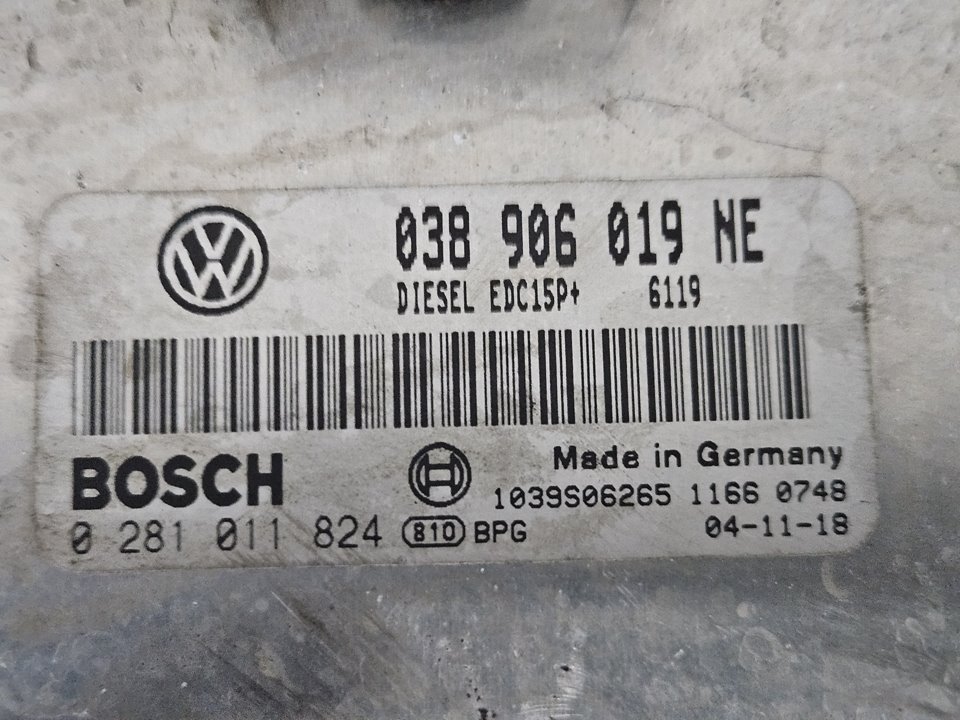 038 906 019 NE
DIESEL EDC15P+ 6119
BOSCH
Made in Germany
1039S06265 1166 0748
0 281 011 824 810 BPG
04-11-18